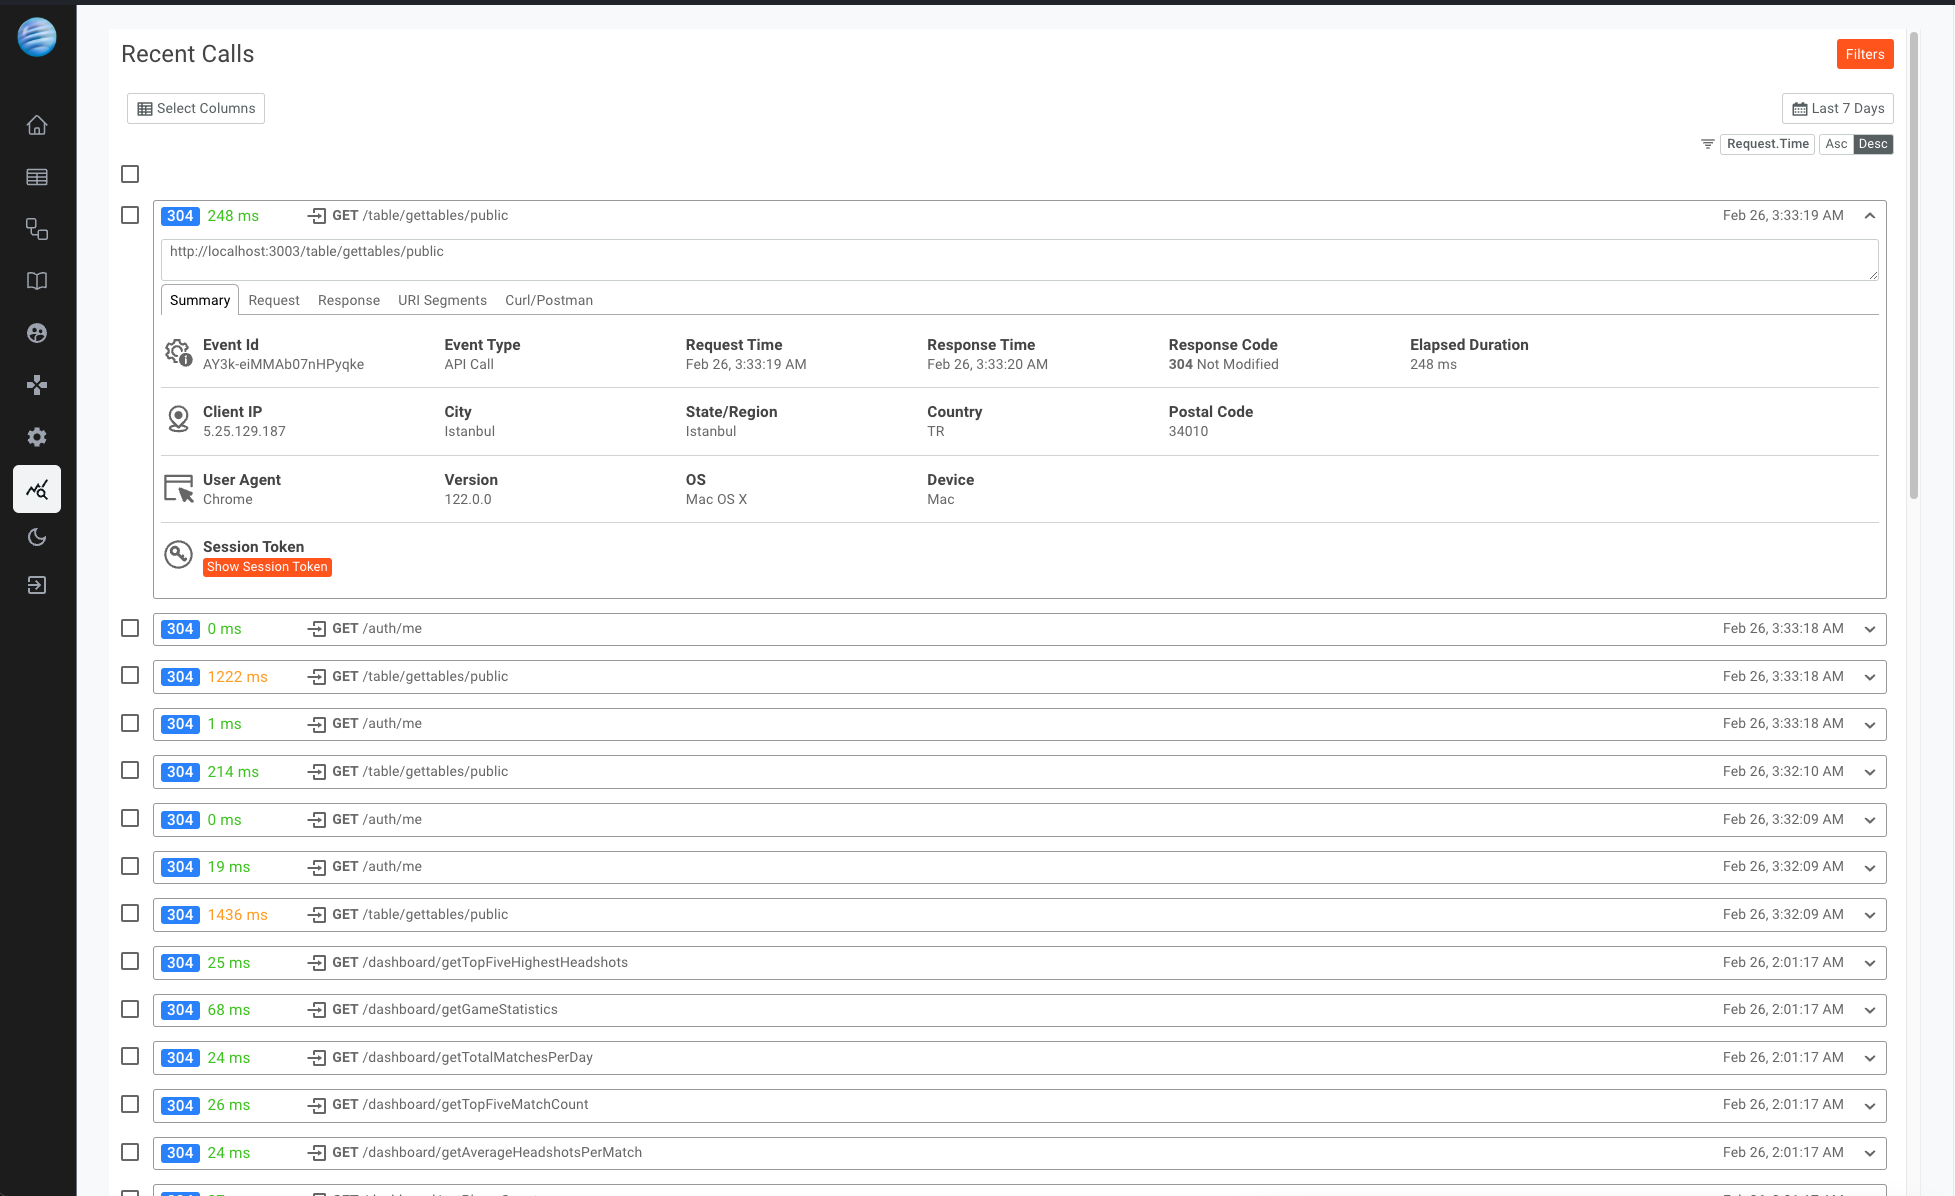 Recent Calls
Filters
Select Columns
Last 7 Days
Request.Time Asc Desc
304 248 ms GET /table/gettables/public Feb 26, 3:33:19 AM
http://localhost:3003/table/gettables/public
Summary Request Response URI Segments Curl/Postman
Event Id Event Type Request Time Response Time Response Code Elapsed Duration
AY3k-eiMMAb07nHPyqke API Call Feb 26, 3:33:19 AM Feb 26, 3:33:20 AM 304 Not Modified 248 ms
Client IP City State/Region Country Postal Code
5.25.129.187 Istanbul Istanbul TR 34010
User Agent Version OS Device
Chrome 122.0.0 Mac OS X Mac
Session Token
Show Session Token
304 0 ms GET /auth/me Feb 26, 3:33:18 AM
304 1222 ms GET /table/gettables/public Feb 26, 3:33:18 AM
304 1 ms GET /auth/me Feb 26, 3:33:18 AM
304 214 ms GET /table/gettables/public Feb 26, 3:32:10 AM
304 0 ms GET /auth/me Feb 26, 3:32:09 AM
304 19 ms GET /auth/me Feb 26, 3:32:09 AM
304 1436 ms GET /table/gettables/public Feb 26, 3:32:09 AM
304 25 ms GET /dashboard/getTopFiveHighestHeadshots Feb 26, 2:01:17 AM
304 68 ms GET /dashboard/getGameStatistics Feb 26, 2:01:17 AM
304 24 ms GET /dashboard/getTotalMatchesPerDay Feb 26, 2:01:17 AM
304 26 ms GET /dashboard/getTopFiveMatchCount Feb 26, 2:01:17 AM
304 24 ms GET /dashboard/getAverageHeadshotsPerMatch Feb 26, 2:01:17 AM